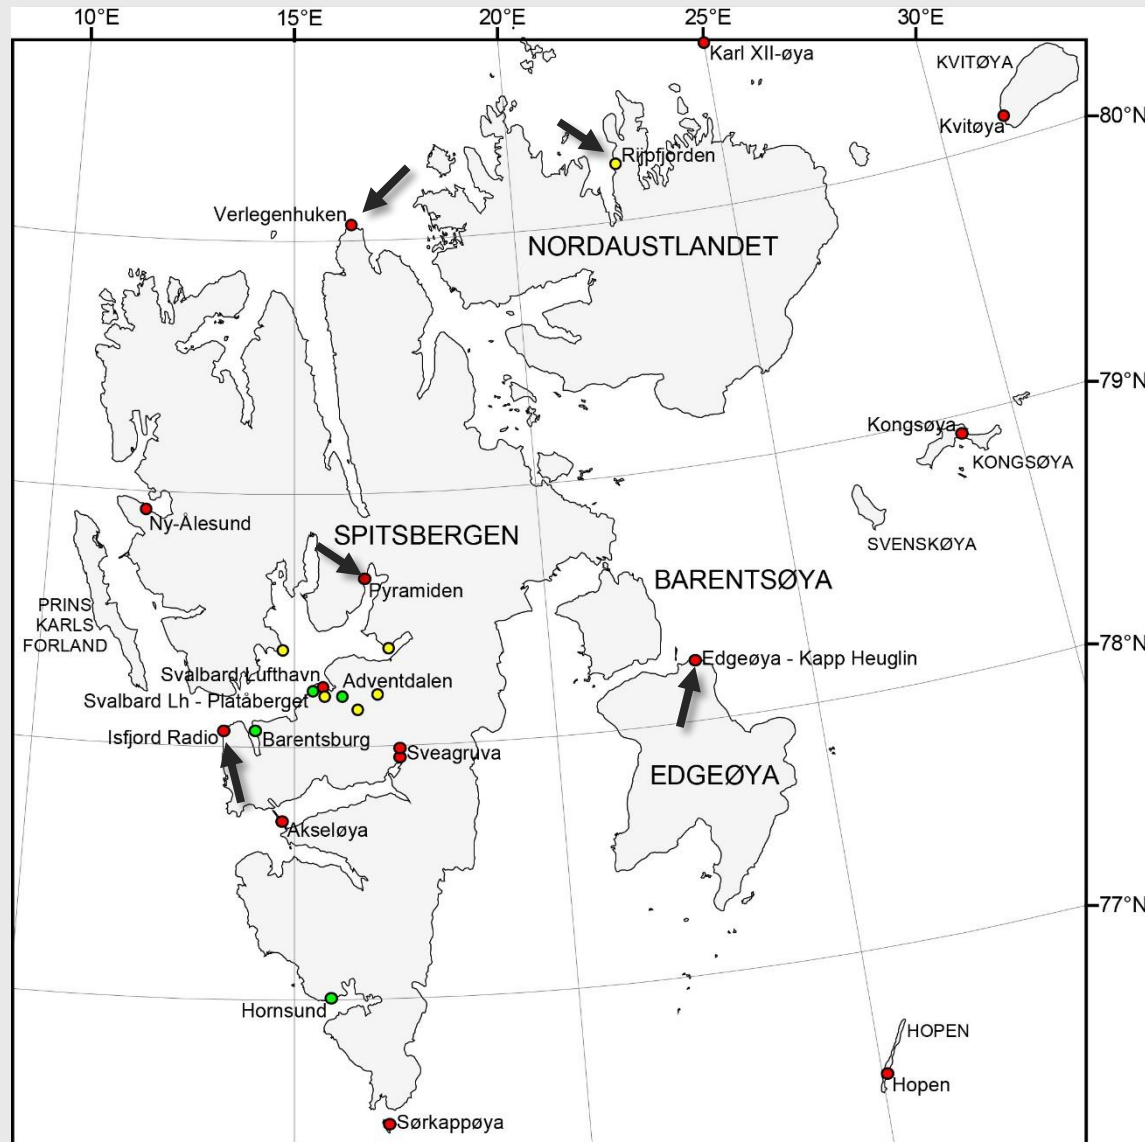 10°E
15°E
20°E
25°E
30°E
Karl XII-øya
KVITØYA
Kvitøya
80°N
Rijpfjorden
Verlegenhuken
NORDAUSTLANDET
79°N
Kongsøya
KONGSØYA
Ny-Ålesund
SPITSBERGEN
SVENSKØYA
BARENTSØYA
Pyramiden
PRINS
KARLS
FORLAND
78°N
Edgeøya - Kapp Heuglin
Svalbard Lufthavn
Adventdalen
Svalbard Lh - Platåberget
Isfjord Radio
Barentsburg
Sveagruva
EDGEØYA
Akseløya
77°N
Hornsund
HOPEN
Hopen
Sørkappøya